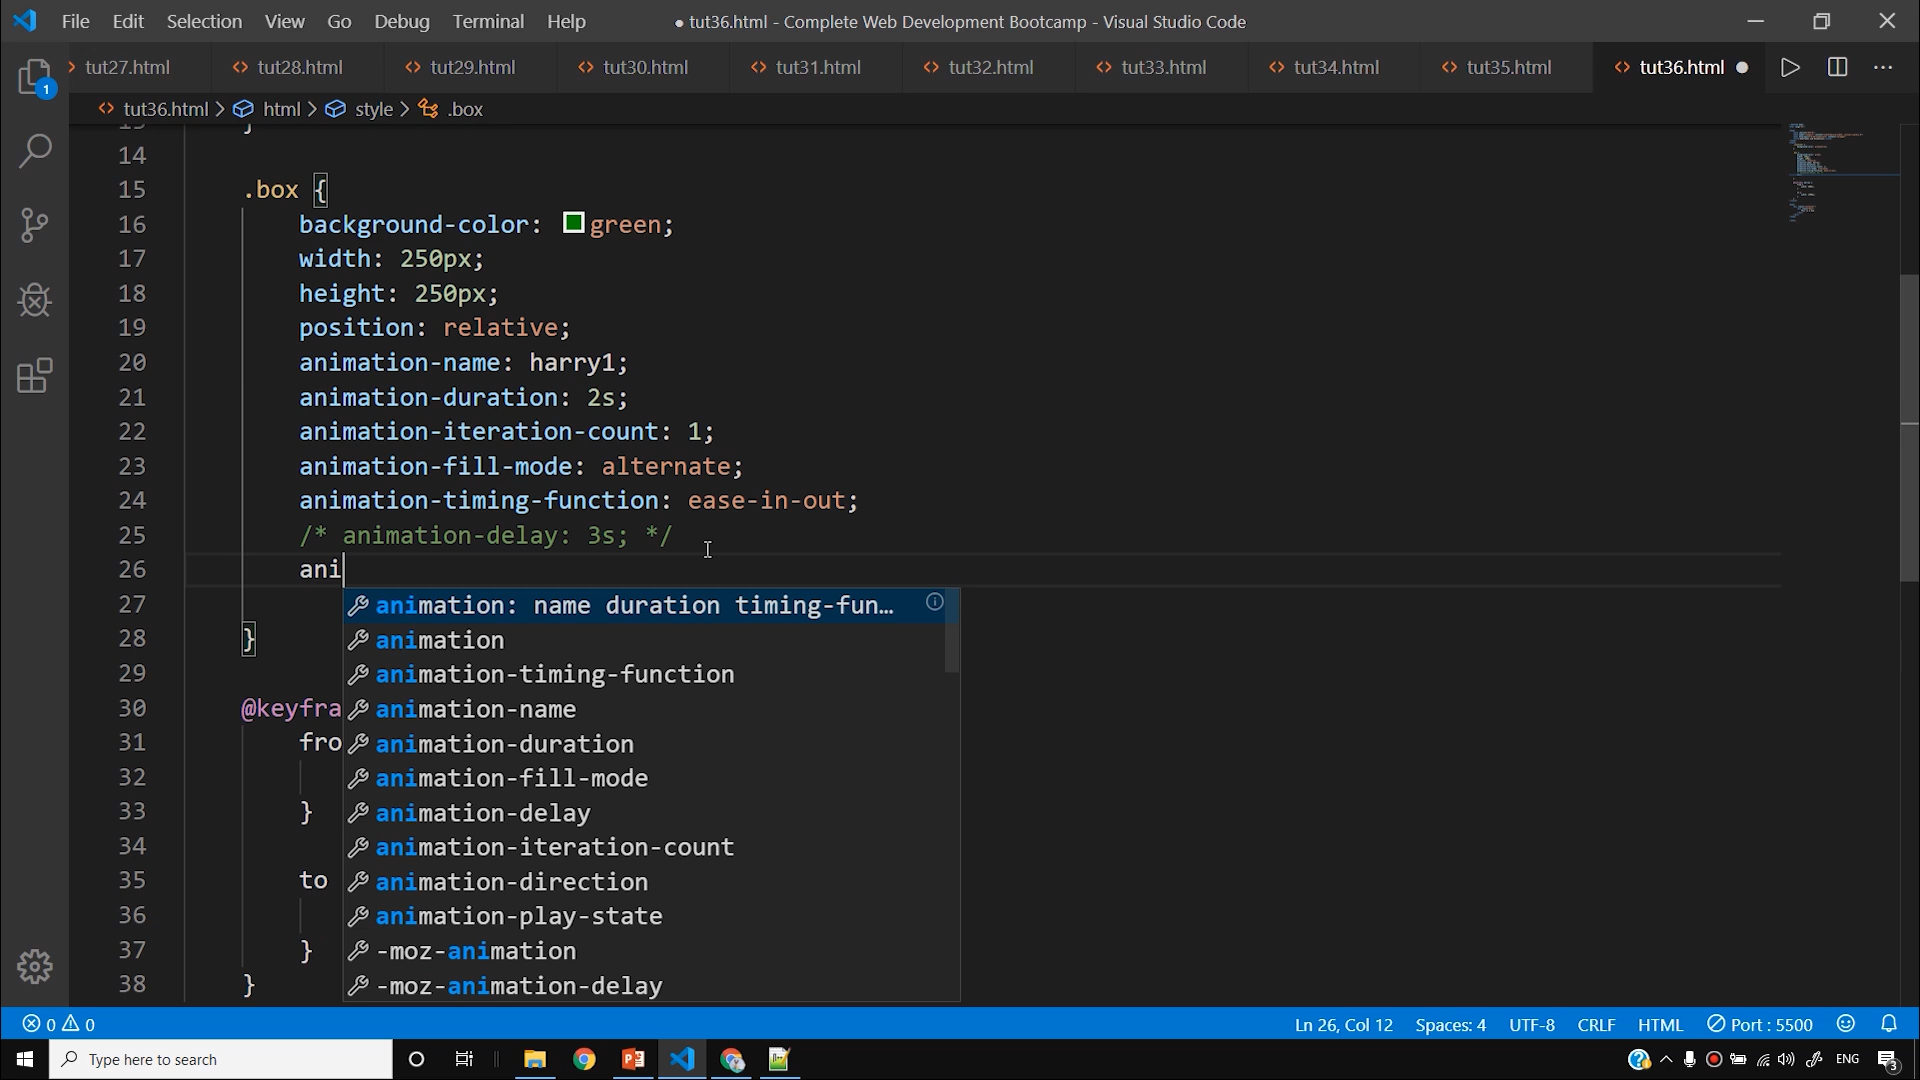 File Edit Selection View Go Debug Terminal Help
● tut36.html - Complete Web Development Bootcamp - Visual Studio Code
tut27.html tut28.html tut29.html tut30.html tut31.html tut32.html tut33.html tut34.html tut35.html tut36.html
tut36.html > html > style > .box
14
15 .box {
16 background-color: green;
17 width: 250px;
18 height: 250px;
19 position: relative;
20 animation-name: harry1;
21 animation-duration: 2s;
22 animation-iteration-count: 1;
23 animation-fill-mode: alternate;
24 animation-timing-function: ease-in-out;
25 /* animation-delay: 3s; */
26 ani
27 animation: name duration timing-fun…
28 } animation
29 animation-timing-function
30 @keyfra animation-name
31 fro animation-duration
32 animation-fill-mode
33 } animation-delay
34 animation-iteration-count
35 to animation-direction
36 animation-play-state
37 } -moz-animation
38 } -moz-animation-delay
1
0 0
Ln 26, Col 12 Spaces: 4 UTF-8 CRLF HTML Port : 5500
Type here to search
ENG
3